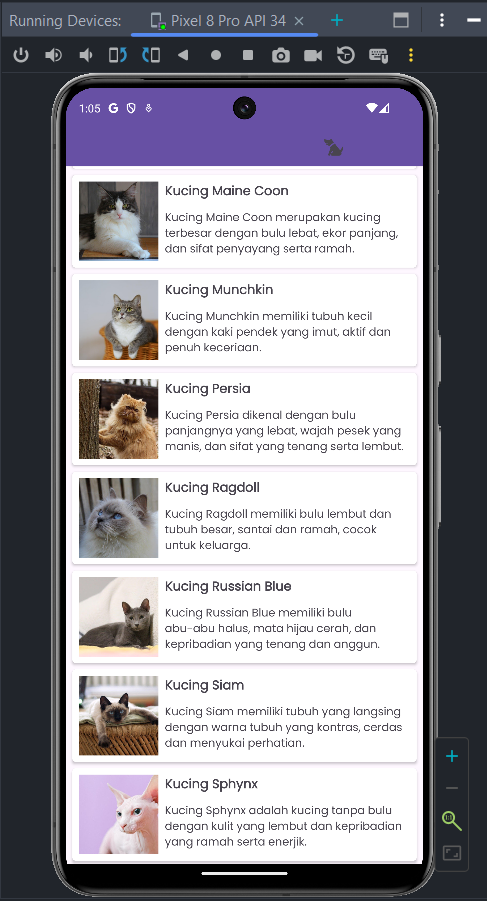 Running Devices: Pixel 8 Pro API 34
1:05 G
Kucing Maine Coon
Kucing Maine Coon merupakan kucing
terbesar dengan bulu lebat, ekor panjang,
dan sifat penyayang serta ramah.
Kucing Munchkin
Kucing Munchkin memiliki tubuh kecil
dengan kaki pendek yang imut, aktif dan
penuh keceriaan.
Kucing Persia
Kucing Persia dikenal dengan bulu
panjangnya yang lebat, wajah pesek yang
manis, dan sifat yang tenang serta lembut.
Kucing Ragdoll
Kucing Ragdoll memiliki bulu lembut dan
tubuh besar, santai dan ramah, cocok
untuk keluarga.
Kucing Russian Blue
Kucing Russian Blue memiliki bulu
abu-abu halus, mata hijau cerah, dan
kepribadian yang tenang dan anggun.
Kucing Siam
Kucing Siam memiliki tubuh yang langsing
dengan warna tubuh yang kontras, cerdas
dan menyukai perhatian.
Kucing Sphynx
Kucing Sphynx adalah kucing tanpa bulu
dengan kulit yang lembut dan kepribadian
yang ramah serta enerjik.
1:1